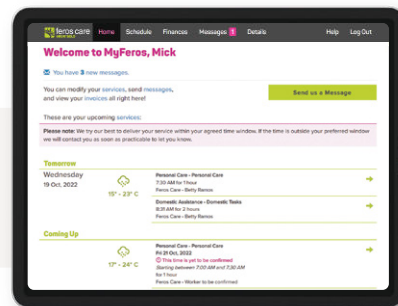 feros care Home Schedule Finances Messages 1 Details Help Log Out
Welcome to MyFeros, Mick
You have 3 new messages.
You can modify your services, send messages,
and view your invoices all right here!
Send us a Message
These are your upcoming services:
Please note: We try our best to deliver your service within your agreed time window. If the time is outside your preferred window
we will contact you as soon as practicable to let you know.
Tomorrow
Wednesday
19 Oct, 2022
15° - 23° C
Personal Care - Personal Care
7:30 AM for 1 hour
Feros Care - Betty Ramos
Domestic Assistance - Domestic Tasks
8:31 AM for 2 hours
Feros Care - Betty Ramos
Coming Up
17° - 24° C
Personal Care - Personal Care
Fri 21 Oct, 2022
This time is yet to be confirmed
Starting between 7:00 AM and 7:30 AM
for 1 hour
Feros Care - Worker to be confirmed